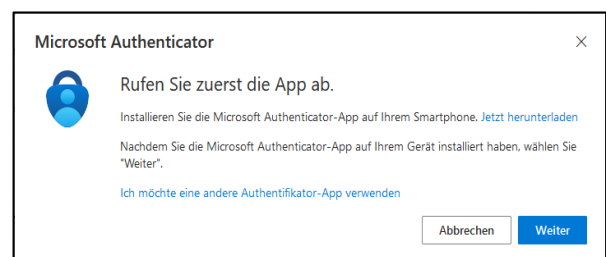 Microsoft Authenticator
Rufen Sie zuerst die App ab.
Installieren Sie die Microsoft Authenticator-App auf Ihrem Smartphone. Jetzt herunterladen
Nachdem Sie die Microsoft Authenticator-App auf Ihrem Gerät installiert haben, wählen Sie
"Weiter".
Ich möchte eine andere Authentifikator-App verwenden
Abbrechen Weiter